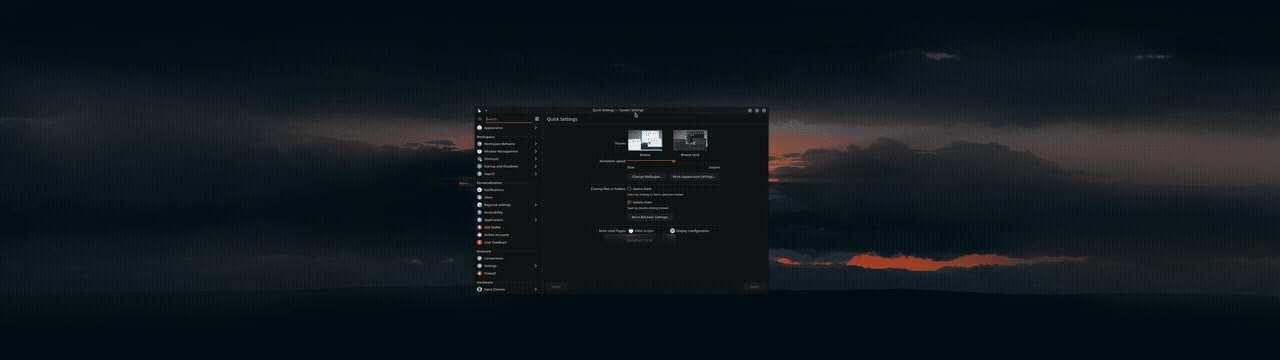 Quick Settings — System Settings
Search...
Quick Settings
Appearance
Workspace
Workspace Behavior
Window Management
Shortcuts
Startup and Shutdown
Search
Personalization
Notifications
Users
Regional Settings
Accessibility
Applications
KDE Wallet
Online Accounts
User Feedback
Network
Connections
Settings
Firewall
Hardware
Input Devices
Theme:
Breeze
Breeze Dark
Animation speed:
Slow
Instant
Change Wallpaper...
More Appearance Settings...
Clicking files or folders:
Opens them
Select by clicking on item's selection marker
Selects them
Open by double-clicking instead
More Behavior Settings...
Most Used Pages:
KWin Scripts
Display Configuration
Reset
Apply